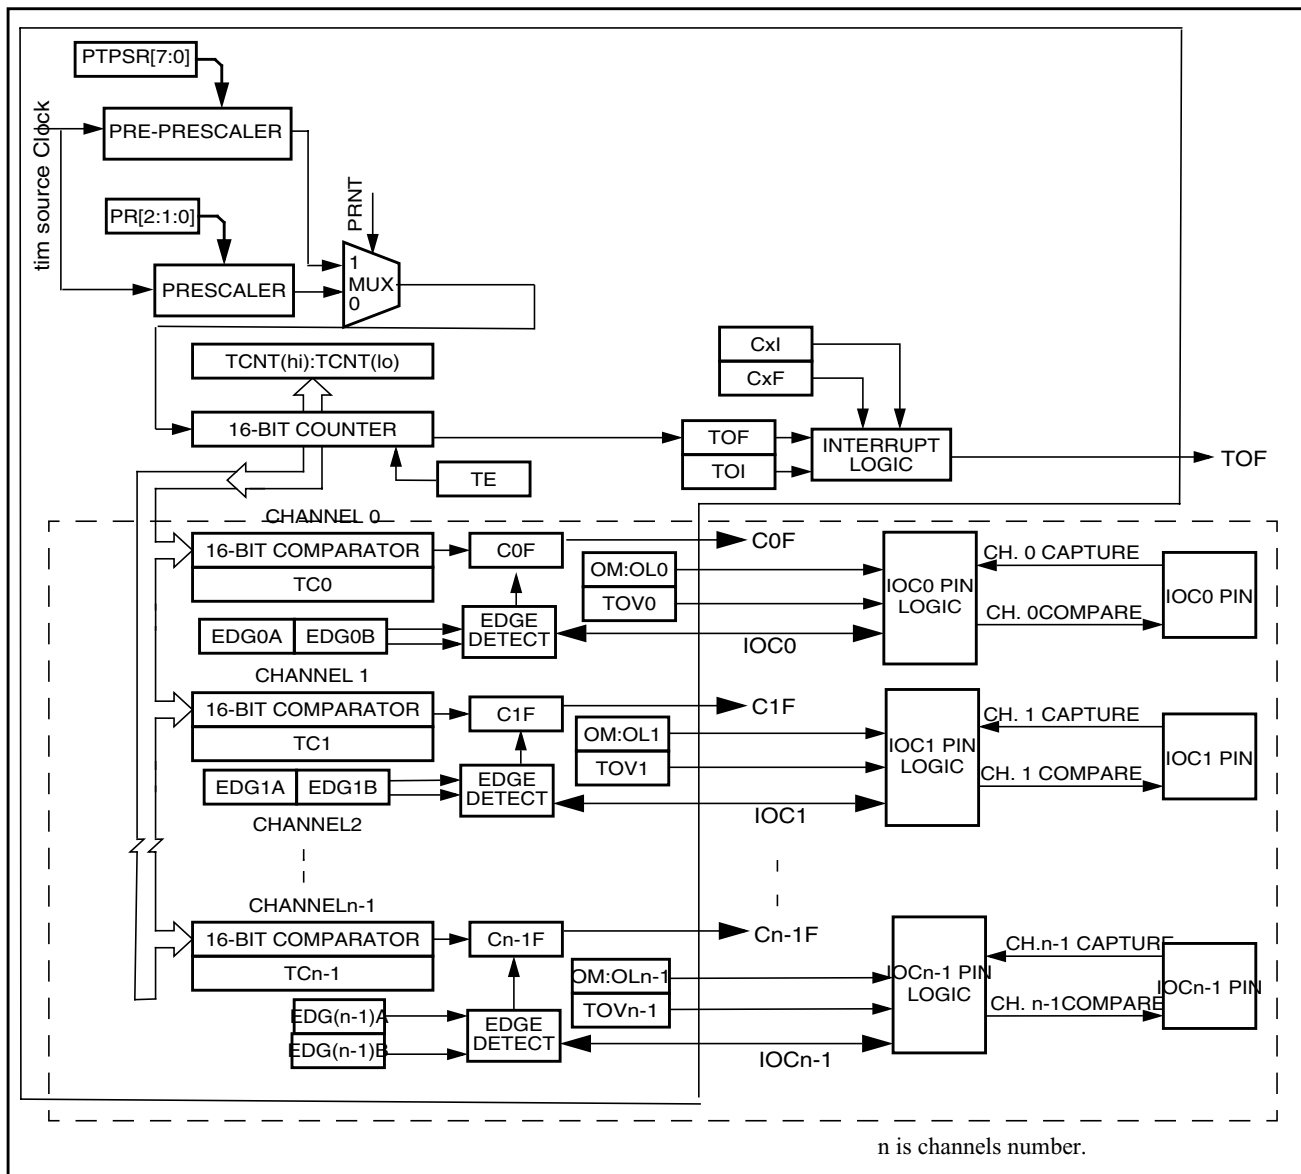 PTPSR[7:0]
tim source Clock
PRE-PRESCALER
PR[2:1:0]
PRNT
PRESCALER
1
MUX
0
TCNT(hi):TCNT(lo)
CxI
CxF
16-BIT COUNTER
TOF
TOI
INTERRUPT
LOGIC
TOF
TE
CHANNEL 0
16-BIT COMPARATOR
TC0
C0F
C0F
OM:OL0
TOV0
IOC0 PIN
LOGIC
CH. 0 CAPTURE
CH. 0COMPARE
IOC0 PIN
EDG0A
EDG0B
EDGE
DETECT
IOC0
CHANNEL 1
16-BIT COMPARATOR
TC1
C1F
C1F
OM:OL1
TOV1
IOC1 PIN
LOGIC
CH. 1 CAPTURE
CH. 1 COMPARE
IOC1 PIN
EDG1A
EDG1B
EDGE
DETECT
IOC1
CHANNEL2
CHANNELn-1
16-BIT COMPARATOR
TCn-1
Cn-1F
Cn-1F
OM:OLn-1
TOVn-1
IOCn-1 PIN
LOGIC
CH.n-1 CAPTURE
CH. n-1COMPARE
IOCn-1 PIN
EDG(n-1)A
EDG(n-1)B
EDGE
DETECT
IOCn-1
n is channels number.